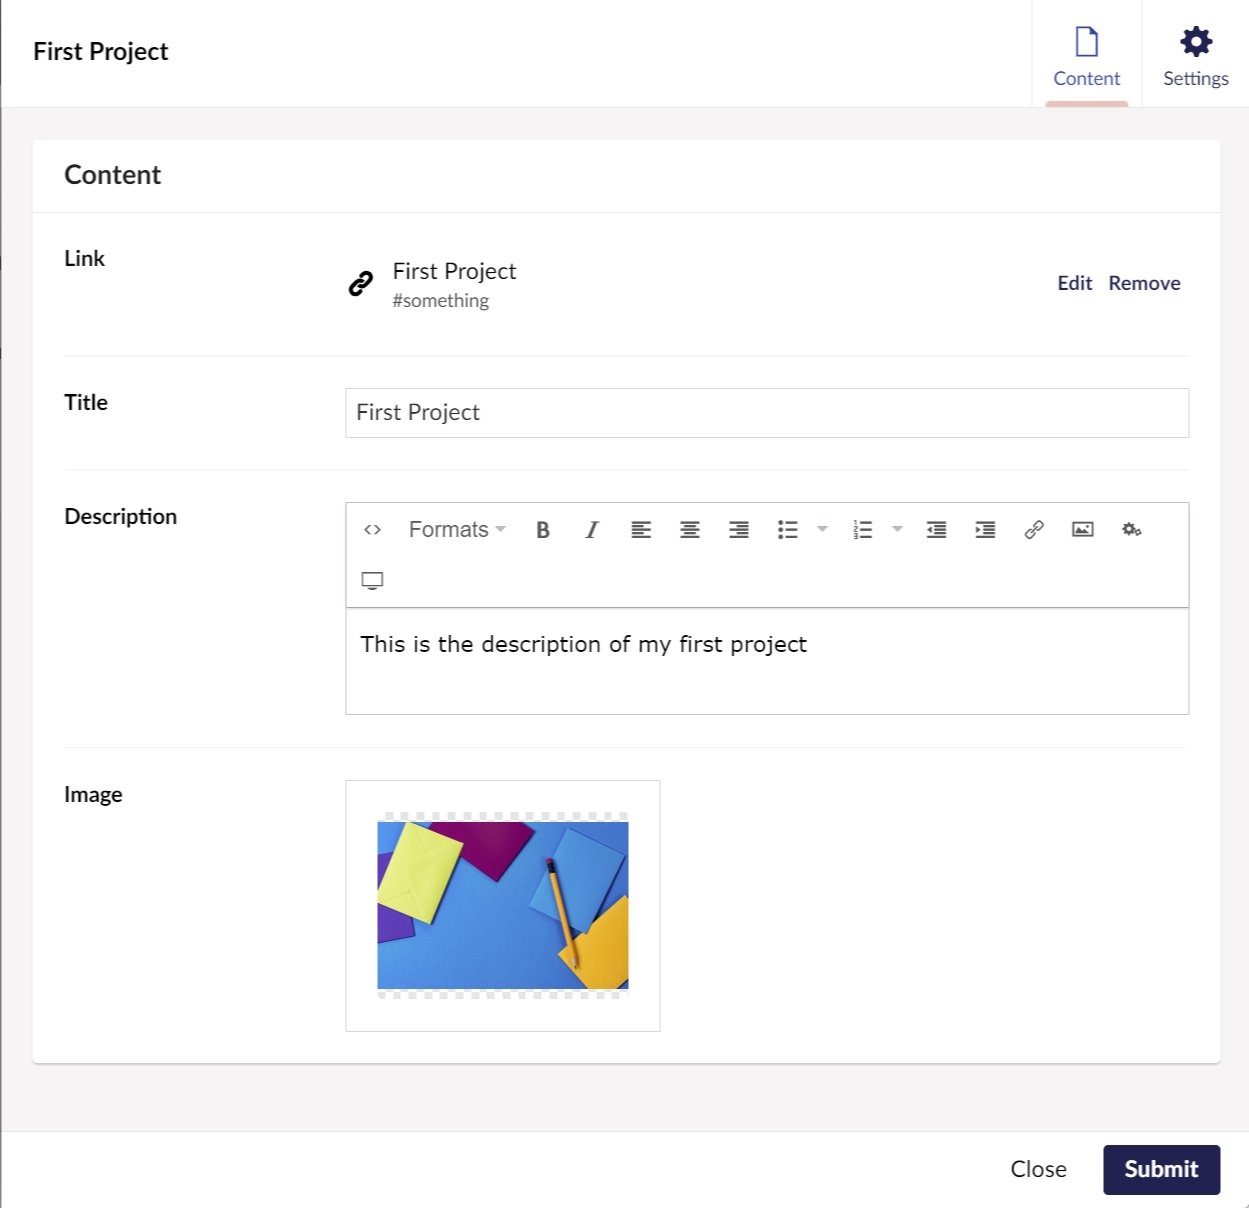 First Project
Content
Settings
Content
Link
First Project
#something
Edit Remove
Title
First Project
Description
Formats
This is the description of my first project
Image
Close
Submit